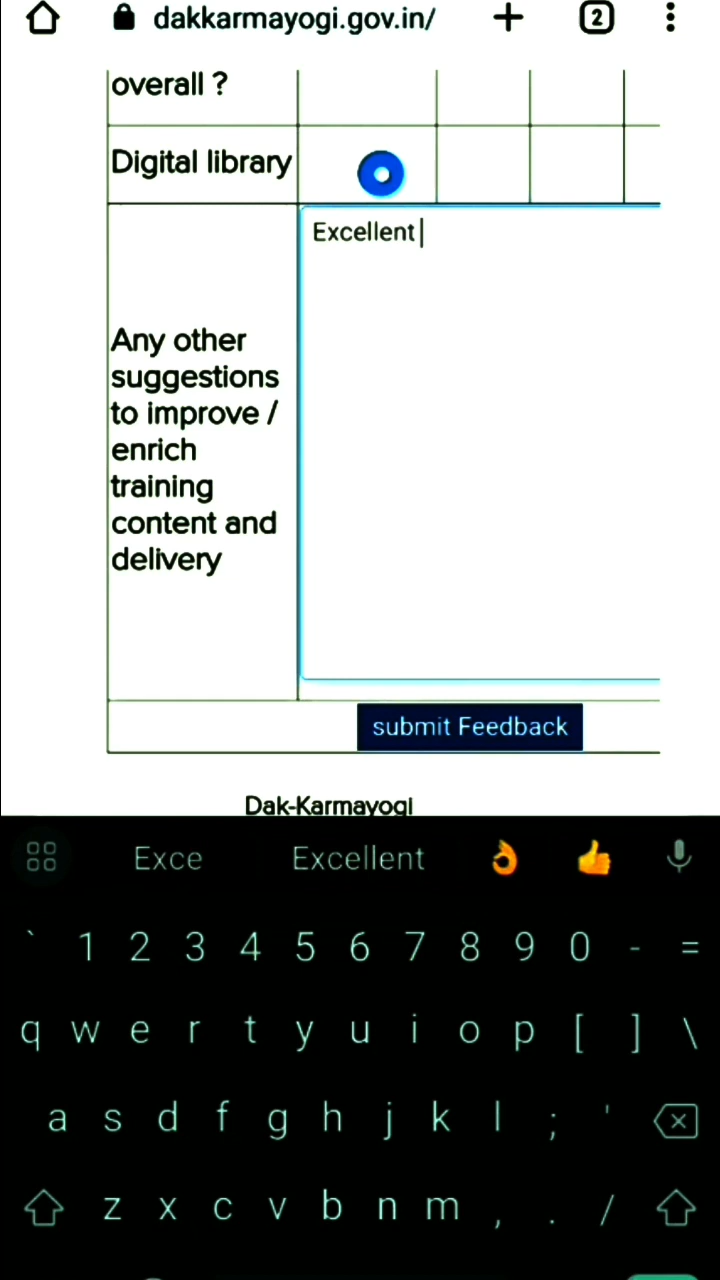 dakkarmayogi.gov.in/
2
overall ?
Digital library
Excellent
Any other
suggestions
to improve /
enrich
training
content and
delivery
submit Feedback
Dak-Karmayogi
Exce Excellent
` 1 2 3 4 5 6 7 8 9 0 - =
q w e r t y u i o p [ ] \
a s d f g h j k l ; '
z x c v b n m , . /